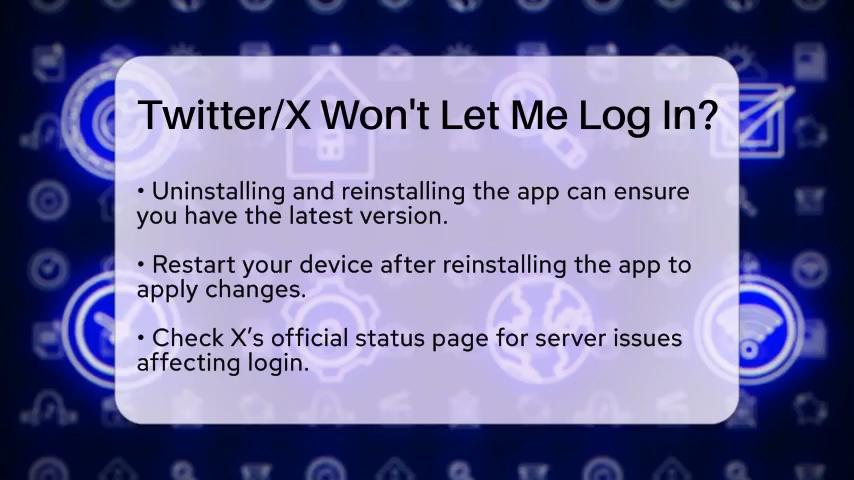 Twitter/X Won't Let Me Log In?
• Uninstalling and reinstalling the app can ensure
you have the latest version.
• Restart your device after reinstalling the app to
apply changes.
• Check X’s official status page for server issues
affecting login.